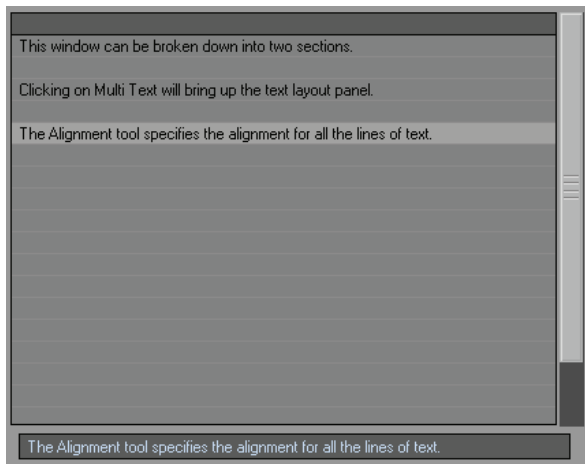 This window can be broken down into two sections.
Clicking on Multi Text will bring up the text layout panel.
The Alignment tool specifies the alignment for all the lines of text.
The Alignment tool specifies the alignment for all the lines of text.